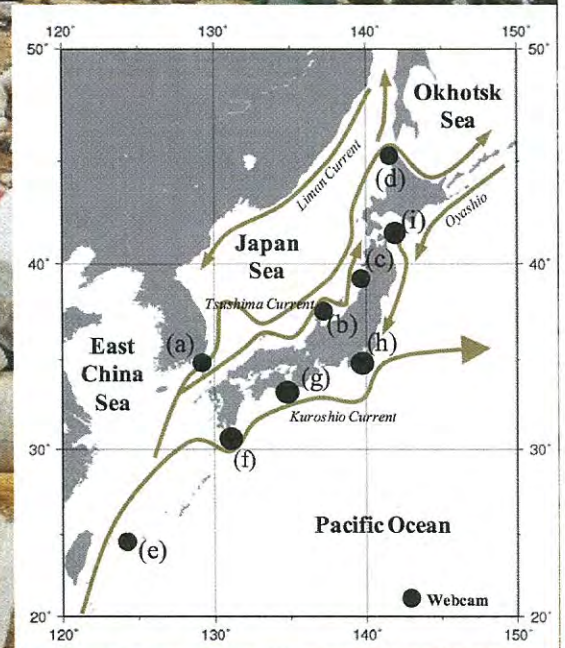 120° 130° 140° 150°
50°
Okhotsk
Sea
Liman Current
(d)
(i)
Oyashio
Japan
Sea
40° 40°
(c)
Tsushima Current
(b)
(a)
East
China
Sea
(h)
(g)
Kuroshio Current
30° 30°
(f)
Pacific Ocean
(e)
Webcam
20° 20°
120° 130° 140° 150°